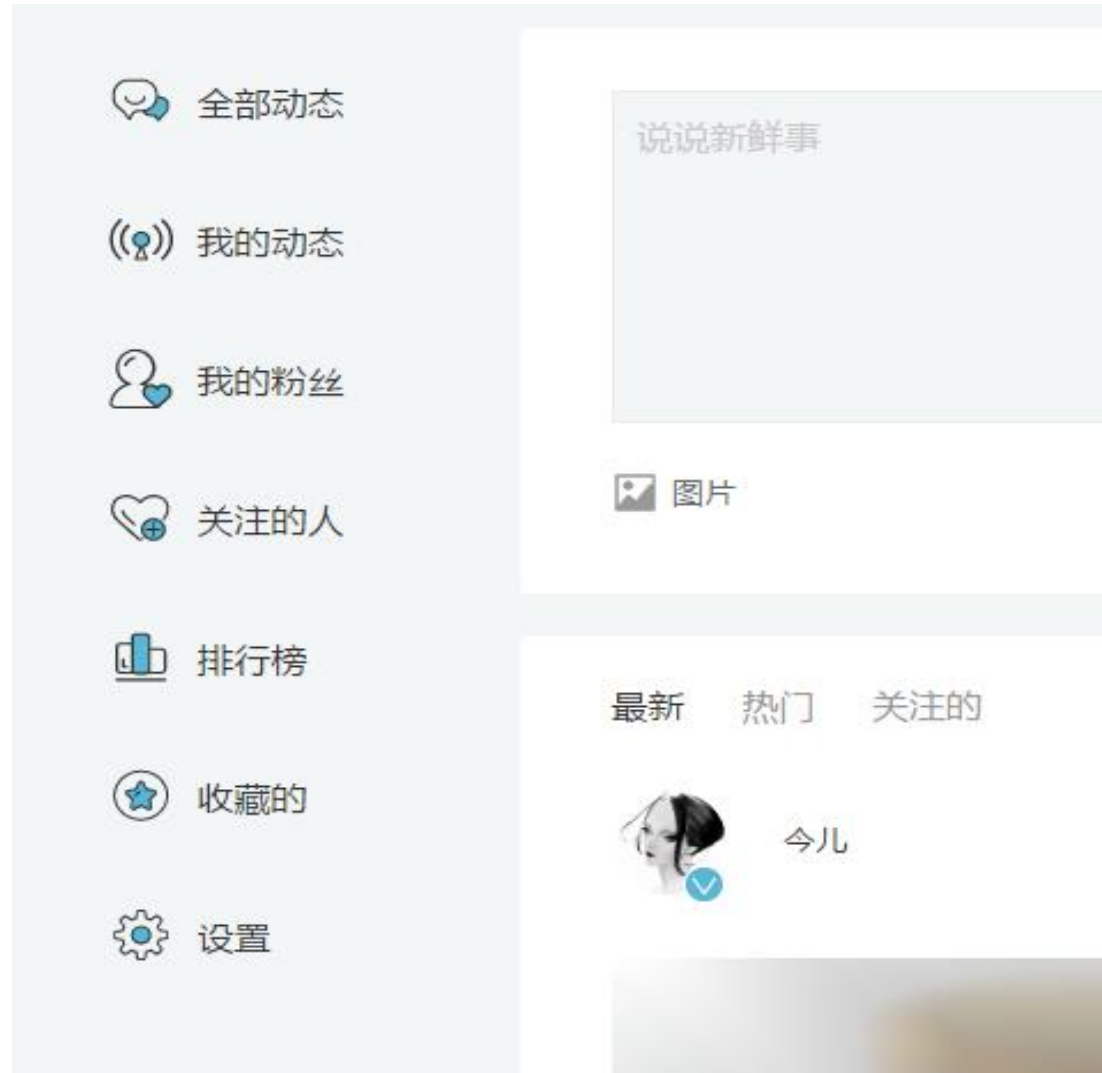 全部动态
我的动态
我的粉丝
关注的人
排行榜
收藏的
设置
说说新鲜事
图片
最新 热门 关注的
今儿